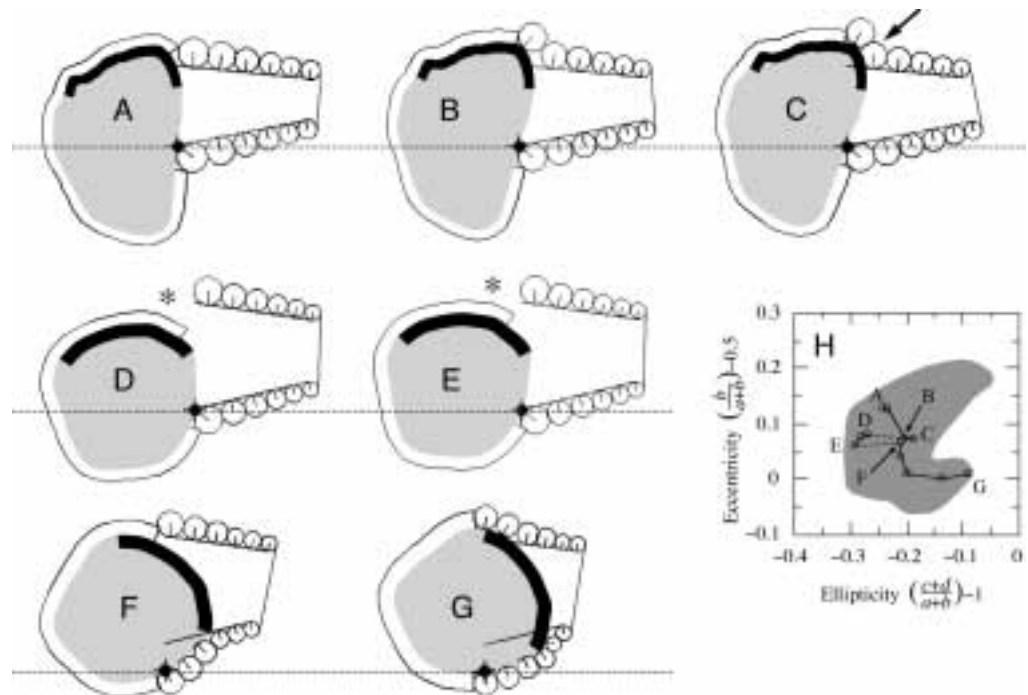 A
B
C
*
*
D
E
F
G
H
0.3
0.2
0.1
0
-0.1
-0.4
-0.3
-0.2
-0.1
0
A
B
C
D
E
F
G
Eccentricity (b/a+b)-0.5
Ellipticity (c+d/a+b)-1